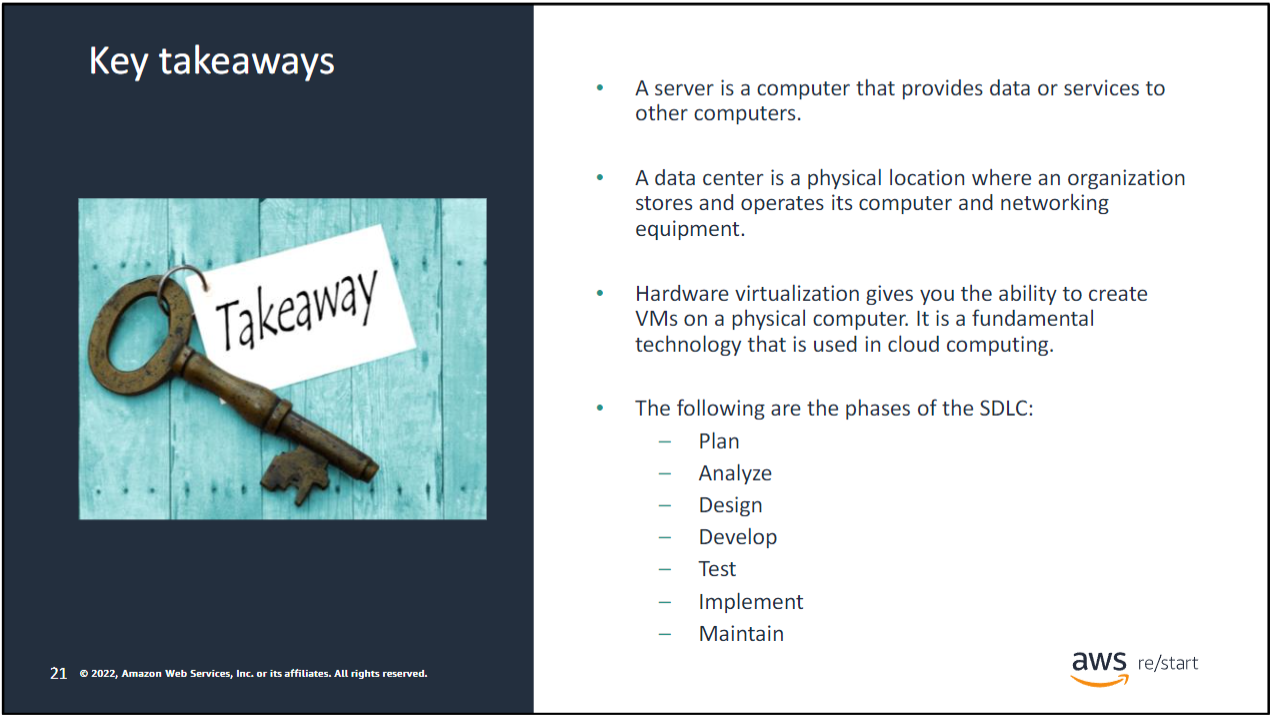 Key takeaways
Takeaway
• A server is a computer that provides data or services to
other computers.
• A data center is a physical location where an organization
stores and operates its computer and networking
equipment.
• Hardware virtualization gives you the ability to create
VMs on a physical computer. It is a fundamental
technology that is used in cloud computing.
• The following are the phases of the SDLC:
– Plan
– Analyze
– Design
– Develop
– Test
– Implement
– Maintain
21 © 2022, Amazon Web Services, Inc. or its affiliates. All rights reserved.
aws re/start